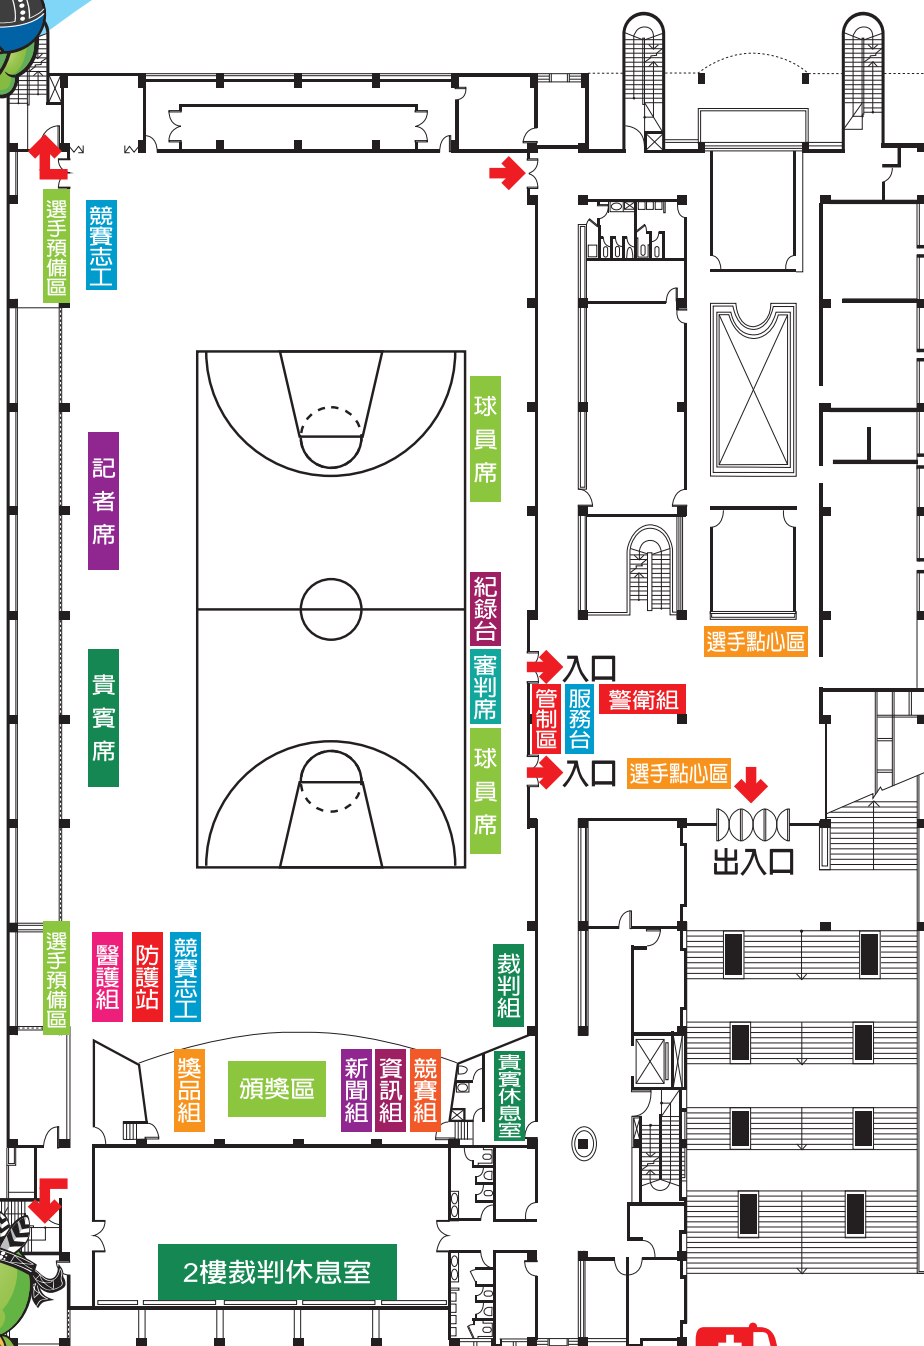 選手預備區
競賽志工
球員席
記者席
紀錄台
選手點心區
貴賓席
審判席
入口
管制區
服務台
警衛組
球員席
入口
選手點心區
出入口
選手預備區
醫護組
防護站
競賽志工
裁判組
獎品組
頒獎區
新聞組
資訊組
競賽組
貴賓休息室
2樓裁判休息室